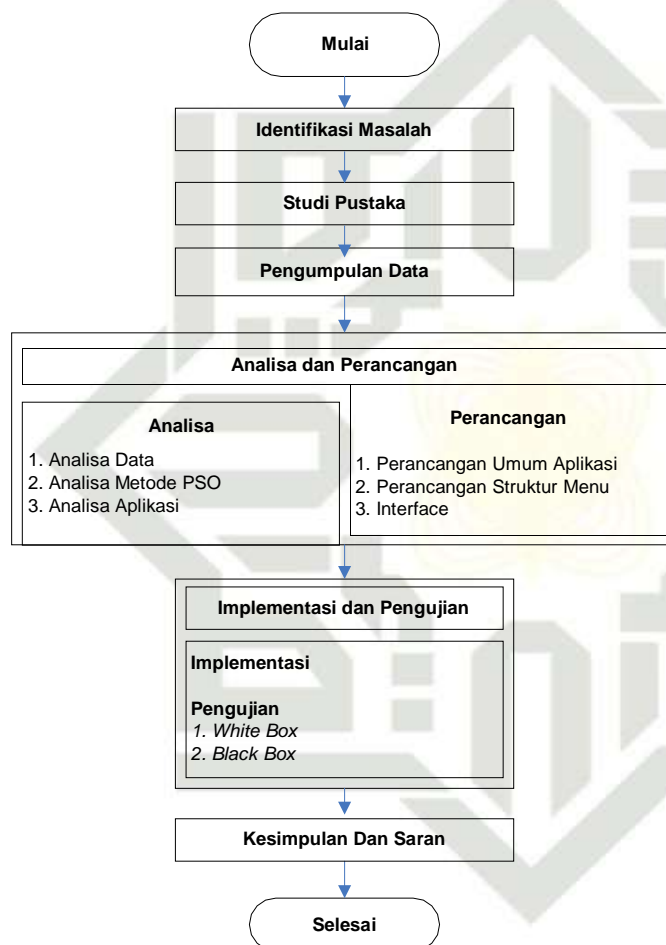 Mulai
Identifikasi Masalah
Studi Pustaka
Pengumpulan Data
Analisa dan Perancangan
Analisa
1. Analisa Data
2. Analisa Metode PSO
3. Analisa Aplikasi
Perancangan
1. Perancangan Umum Aplikasi
2. Perancangan Struktur Menu
3. Interface
Implementasi dan Pengujian
Implementasi
Pengujian
1. White Box
2. Black Box
Kesimpulan Dan Saran
Selesai